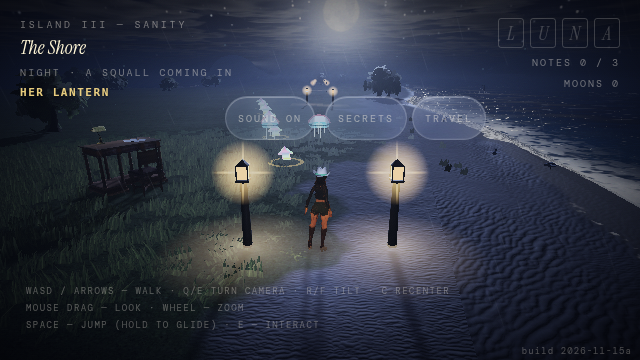 ISLAND III — SANITY
The Shore
NIGHT · A SQUALL COMING IN
HER LANTERN
LUNA
NOTES 0 / 3
MOONS 0
SOUND ON
SECRETS
TRAVEL
WASD / ARROWS — WALK · Q/E TURN CAMERA · R/F TILT · C RECENTER
MOUSE DRAG — LOOK · WHEEL — ZOOM
SPACE — JUMP (HOLD TO GLIDE) · E — INTERACT
build 2026-11-15a